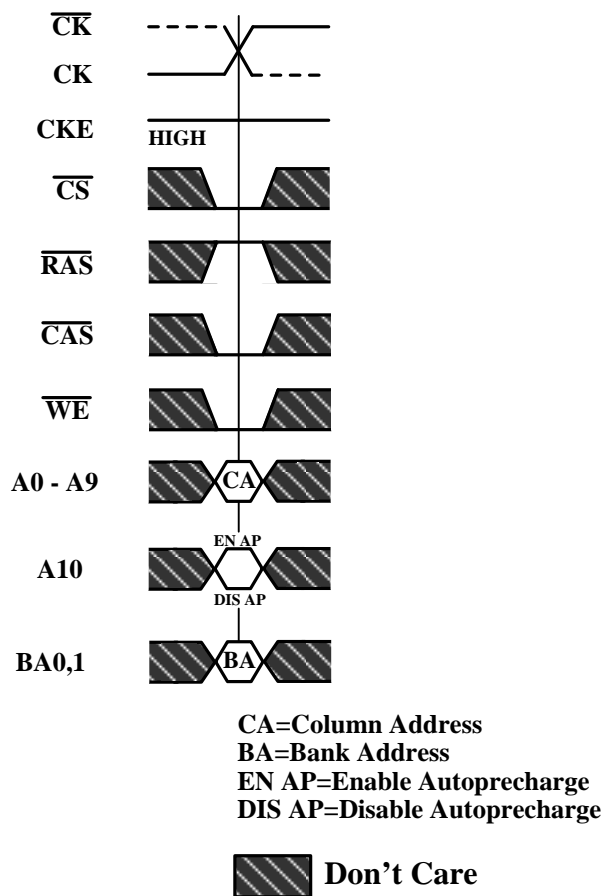 CK
CK
CKE
HIGH
CS
RAS
CAS
WE
A0 - A9
CA
EN AP
A10
DIS AP
BA0,1
BA
CA=Column Address
BA=Bank Address
EN AP=Enable Autoprecharge
DIS AP=Disable Autoprecharge
Don't Care